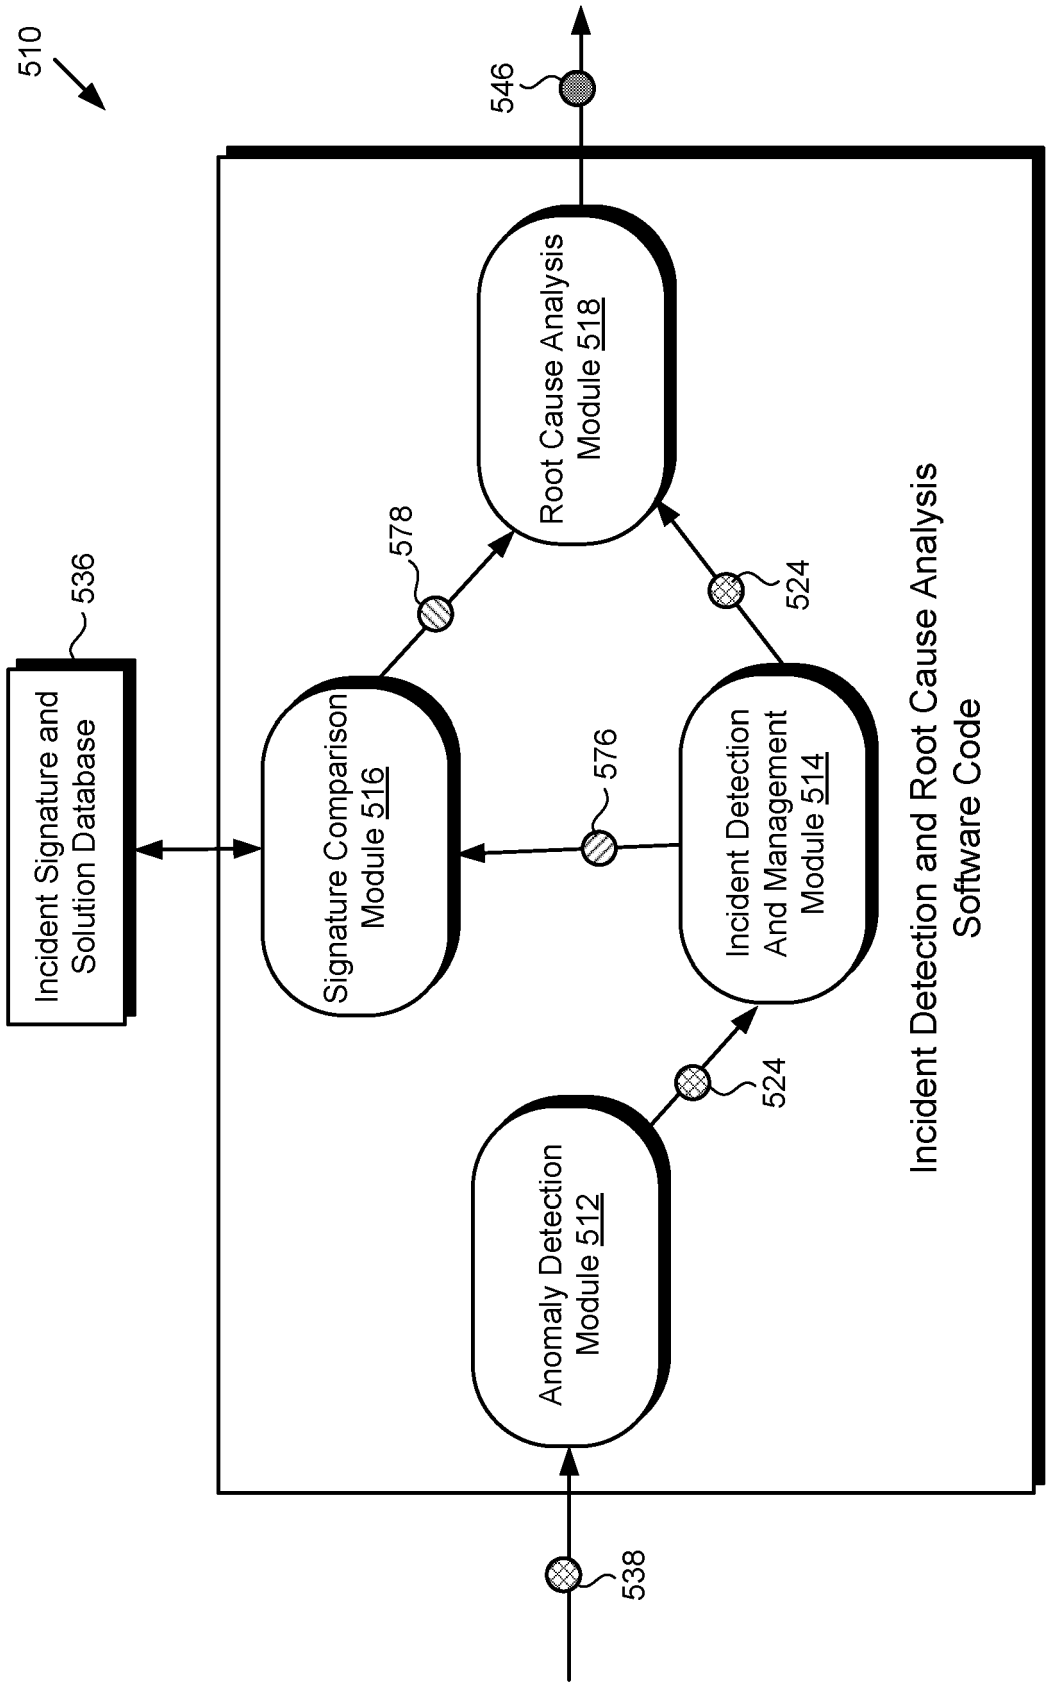 510
Incident Signature and
Solution Database
536
Signature Comparison
Module 516
578
546
Root Cause Analysis
Module 518
576
524
Incident Detection
And Management
Module 514
524
Anomaly Detection
Module 512
538
Incident Detection and Root Cause Analysis
Software Code